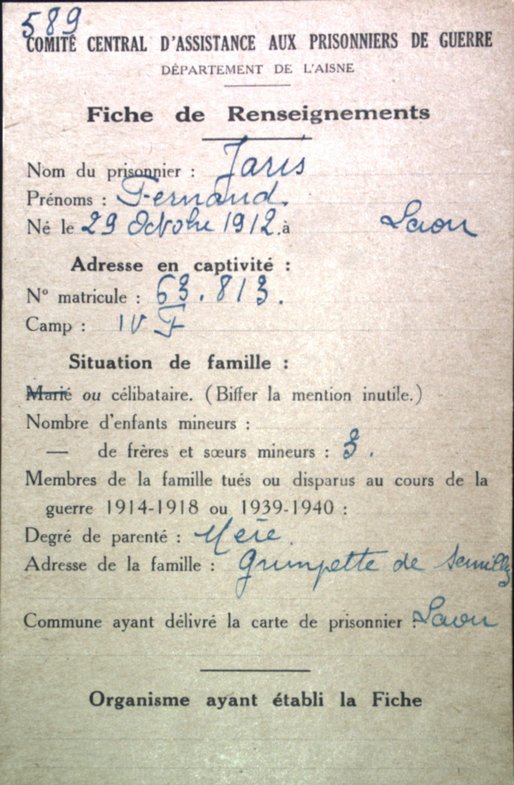 589
COMITÉ CENTRAL D'ASSISTANCE AUX PRISONNIERS DE GUERRE
DÉPARTEMENT DE L'AISNE
Fiche de Renseignements
Nom du prisonnier : Jaris
Prénoms : Fernand
Né le 29 Octobre 1912 à Laon
Adresse en captivité :
N° matricule : 63.813.
Camp : IV F
Situation de famille :
Marié ou célibataire. (Biffer la mention inutile.)
Nombre d'enfants mineurs :
— de frères et sœurs mineurs : 3.
Membres de la famille tués ou disparus au cours de la
guerre 1914-1918 ou 1939-1940 :
Degré de parenté : Mère.
Adresse de la famille : Grimpette de Semilly
Commune ayant délivré la carte de prisonnier : Laon
Organisme ayant établi la Fiche